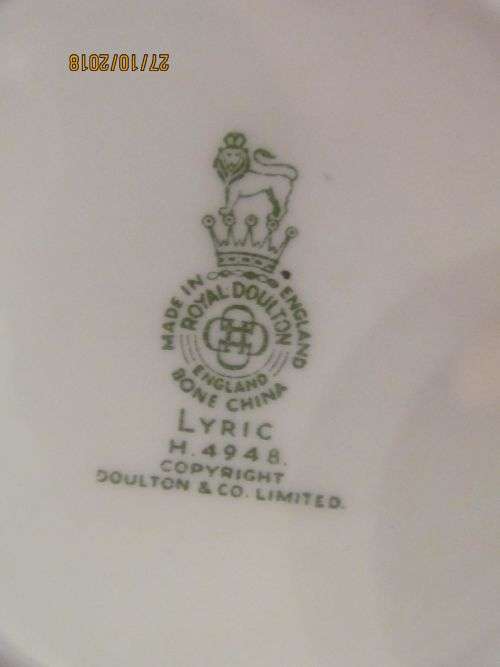 27/10/2018
MADE IN ENGLAND
ROYAL DOULTON
ENGLAND
BONE CHINA
LYRIC
H.4948.
COPYRIGHT
DOULTON & CO. LIMITED.